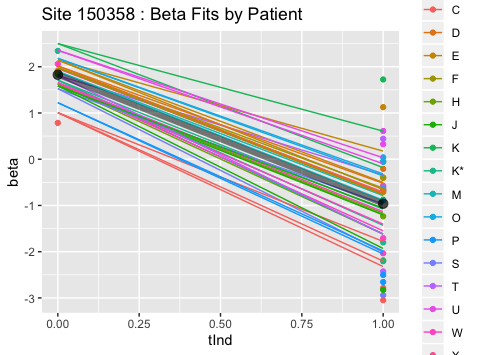 Site 150358 : Beta Fits by Patient
beta
2
1
0
-1
-2
-3
0.00 0.25 0.50 0.75 1.00
tInd
C
D
E
F
H
J
K
K*
M
O
P
S
T
U
W